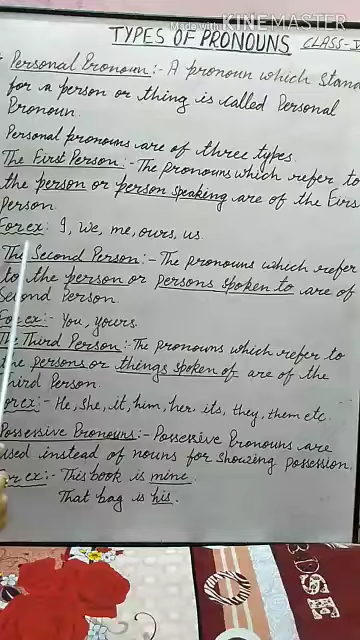 Made with KINEMASTER
TYPES OF PRONOUNS CLASS-
Personal Pronoun:- A pronoun which Stand
for a person or thing is called Personal
Pronoun.
Personal pronouns are of three types.
The First Person:- The pronouns which refer to
the person or person speaking are of the Firs
Person.
For ex: I, we, me, ours, us.
The Second Person:- The pronouns which refer
to the person or persons spoken to are of
Second Person.
For ex:- You, yours.
The Third Person:- The pronouns which refer to
the persons or things spoken of are of the
Third Person.
For ex:- He, she, it, him, her, its, they, them etc.
Possessive Pronouns:- Possessive Pronouns are
used instead of nouns for showing possession.
For ex:- This book is mine.
That bag is his.